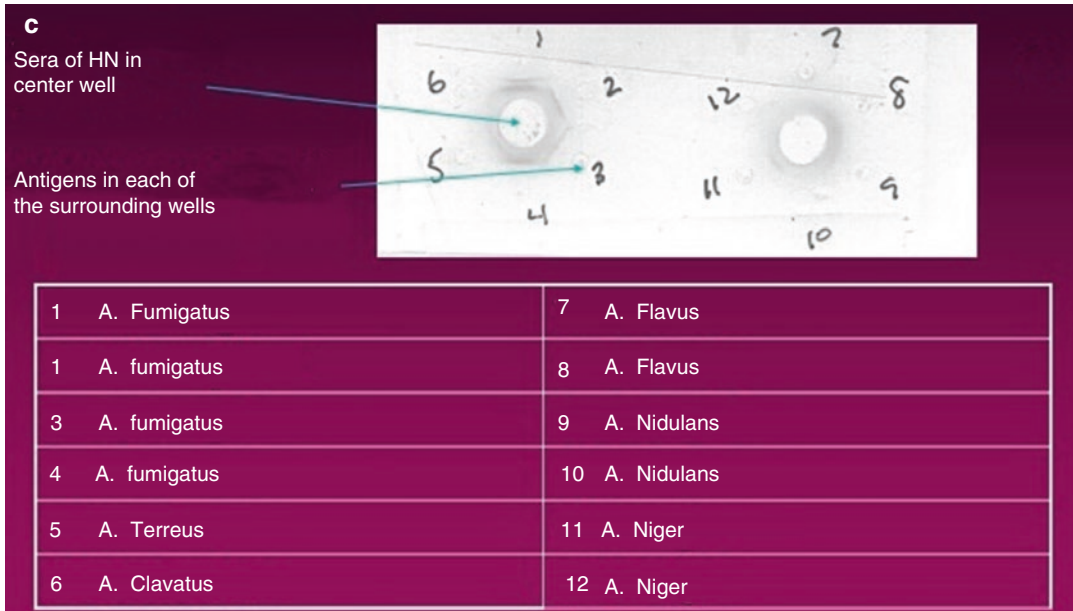 c
Sera of HN in
center well
Antigens in each of
the surrounding wells
1
6
2
5
3
4
7
12
8
11
9
10
1 A. Fumigatus
7 A. Flavus
1 A. fumigatus
8 A. Flavus
3 A. fumigatus
9 A. Nidulans
4 A. fumigatus
10 A. Nidulans
5 A. Terreus
11 A. Niger
6 A. Clavatus
12 A. Niger